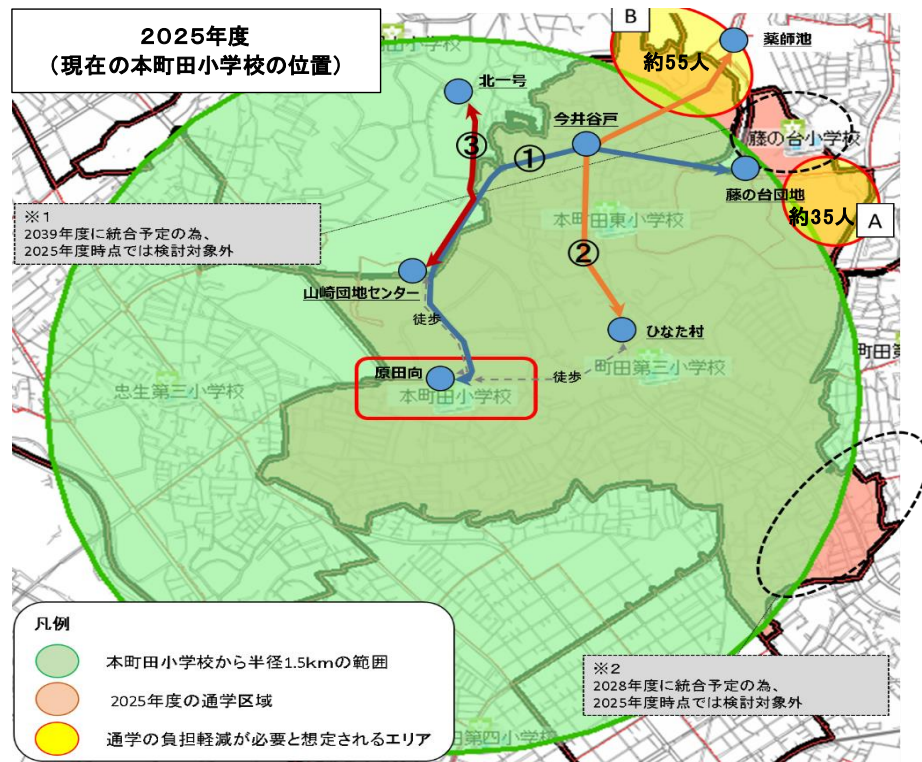 2025年度
（現在の本町田小学校の位置）
B
薬師池
約55人
北一号
今井谷戸
③
①
藤の台小学校
藤の台団地
約35人
A
本町田東小学校
※1
2039年度に統合予定の為、
2025年度時点では検討対象外
②
山崎団地センター
徒歩
ひなた村
原田向
徒歩
町田第三小学校
忠生第三小学校
本町田小学校
凡例
本町田小学校から半径1.5kmの範囲
2025年度の通学区域
通学の負担軽減が必要と想定されるエリア
※2
2028年度に統合予定の為、
2025年度時点では検討対象外
田第四小学校